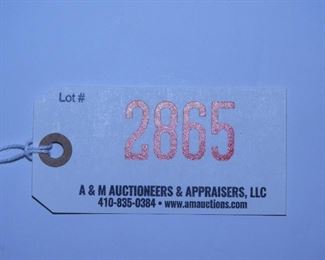 Lot #
2865
A & M AUCTIONEERS & APPRAISERS, LLC
410-835-0384 • www.amauctions.com